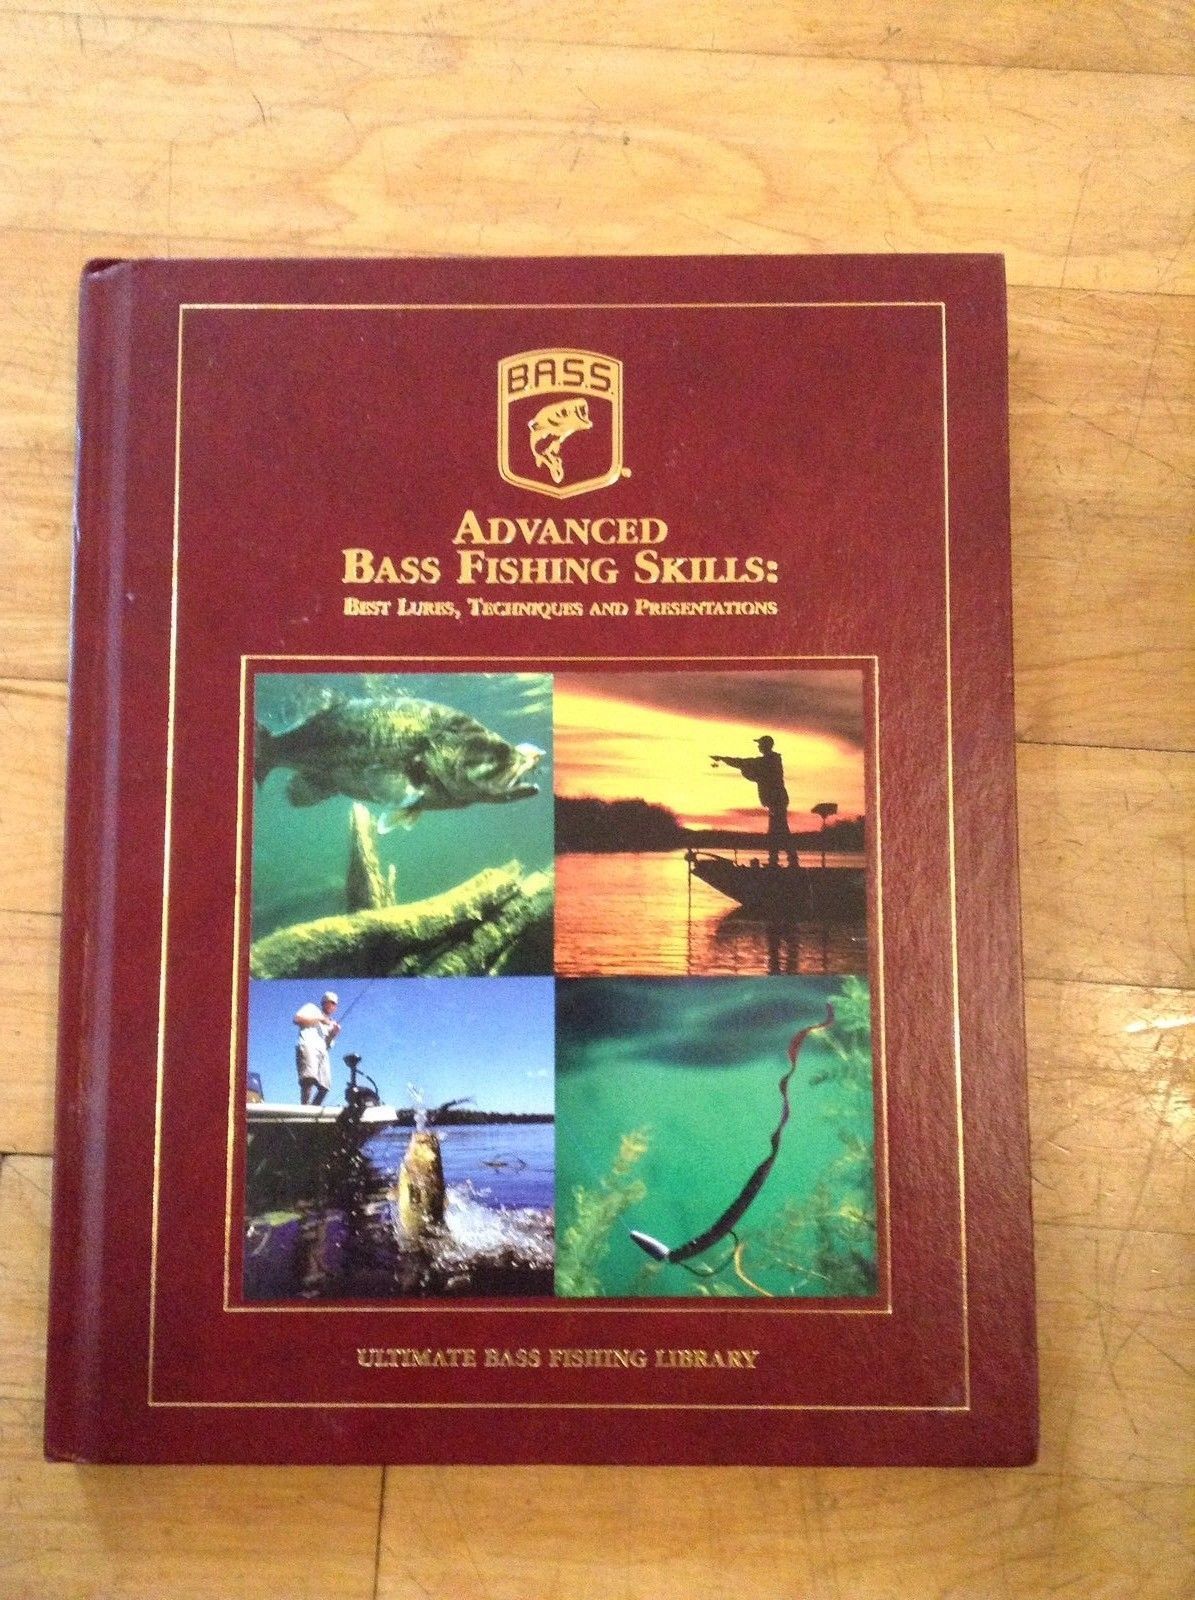 B.A.S.S.
ADVANCED
BASS FISHING SKILLS:
BEST LURES, TECHNIQUES AND PRESENTATIONS
ULTIMATE BASS FISHING LIBRARY